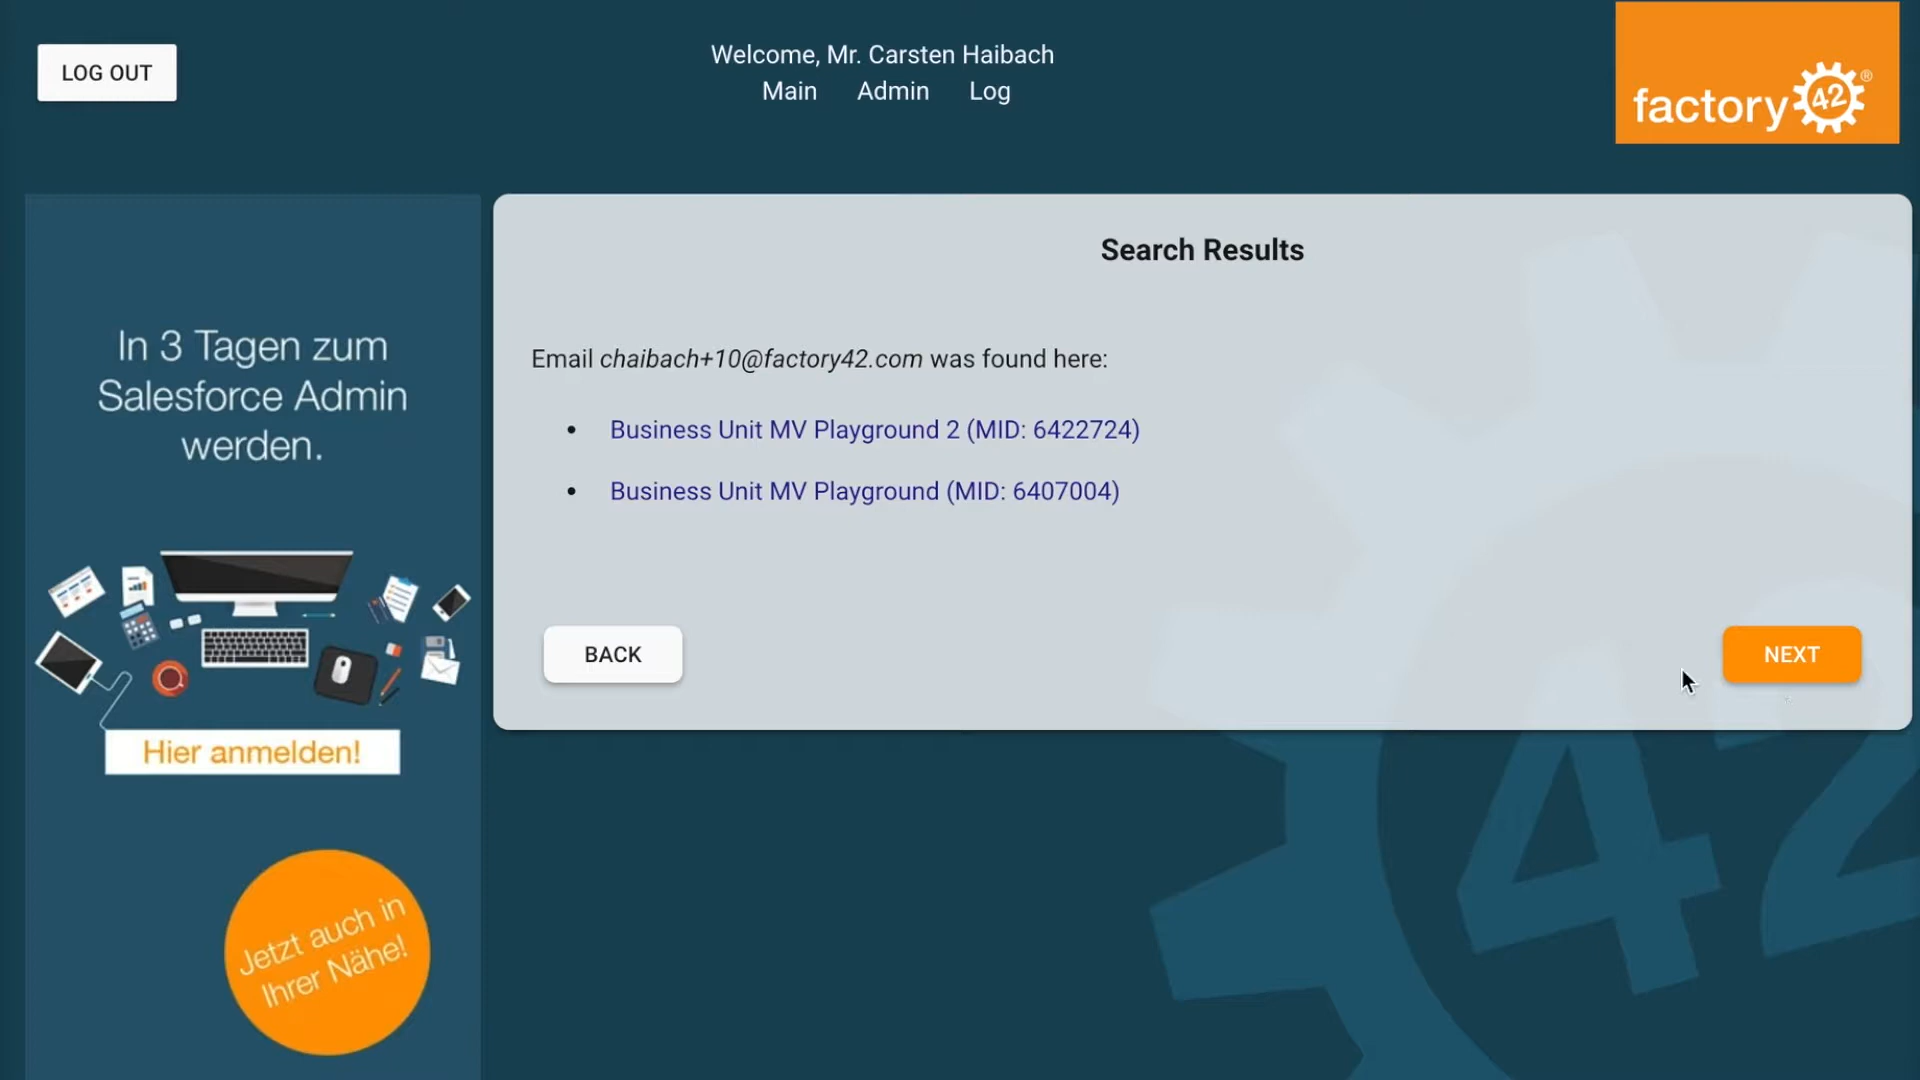 LOG OUT
Welcome, Mr. Carsten Haibach
Main Admin Log
factory 42 ®
In 3 Tagen zum
Salesforce Admin
werden.
Hier anmelden!
Jetzt auch in
Ihrer Nähe!
Search Results
Email chaibach+10@factory42.com was found here:
• Business Unit MV Playground 2 (MID: 6422724)
• Business Unit MV Playground (MID: 6407004)
BACK
NEXT
42